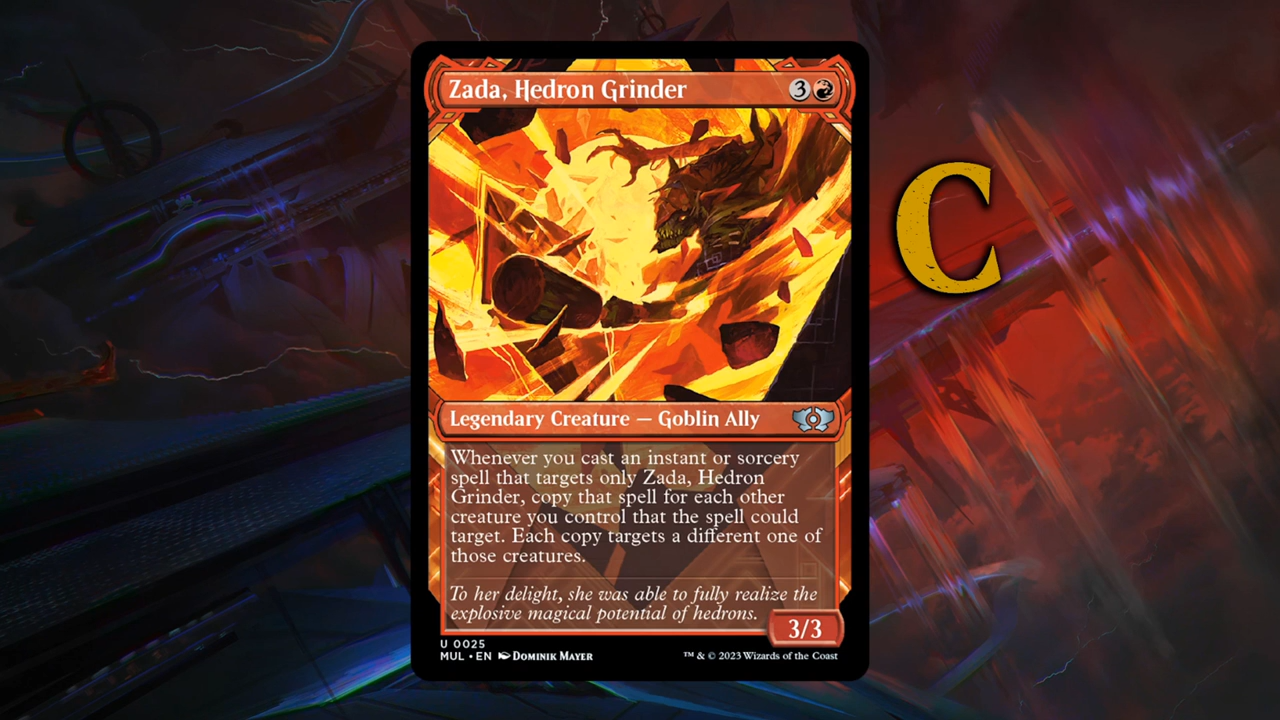 Zada, Hedron Grinder 3
C
Legendary Creature — Goblin Ally
Whenever you cast an instant or sorcery
spell that targets only Zada, Hedron
Grinder, copy that spell for each other
creature you control that the spell could
target. Each copy targets a different one of
those creatures.
To her delight, she was able to fully realize the
explosive magical potential of hedrons.
3/3
U 0025
MUL • EN Dominik Mayer ™ & © 2023 Wizards of the Coast